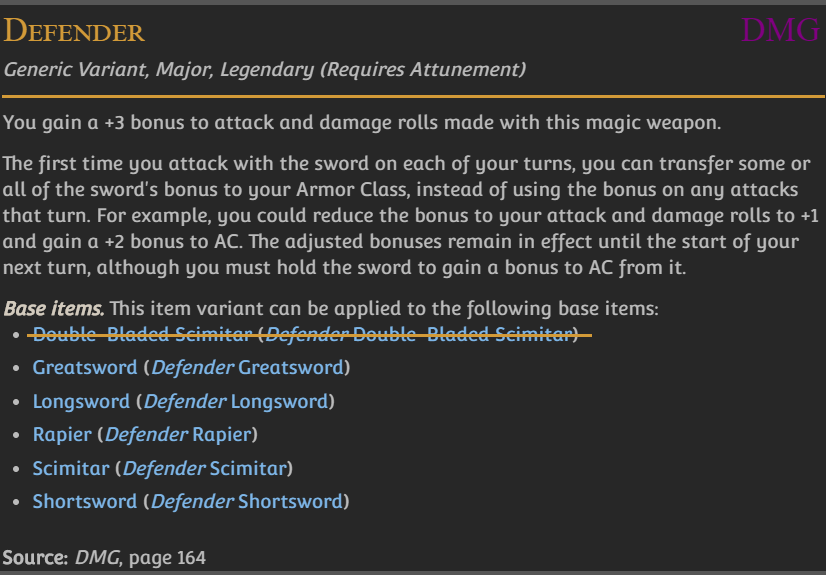 DEFENDER DMG
Generic Variant, Major, Legendary (Requires Attunement)
You gain a +3 bonus to attack and damage rolls made with this magic weapon.
The first time you attack with the sword on each of your turns, you can transfer some or
all of the sword's bonus to your Armor Class, instead of using the bonus on any attacks
that turn. For example, you could reduce the bonus to your attack and damage rolls to +1
and gain a +2 bonus to AC. The adjusted bonuses remain in effect until the start of your
next turn, although you must hold the sword to gain a bonus to AC from it.
Base items. This item variant can be applied to the following base items:
• Double-Bladed Scimitar (Defender Double-Bladed Scimitar)
• Greatsword (Defender Greatsword)
• Longsword (Defender Longsword)
• Rapier (Defender Rapier)
• Scimitar (Defender Scimitar)
• Shortsword (Defender Shortsword)
Source: DMG, page 164